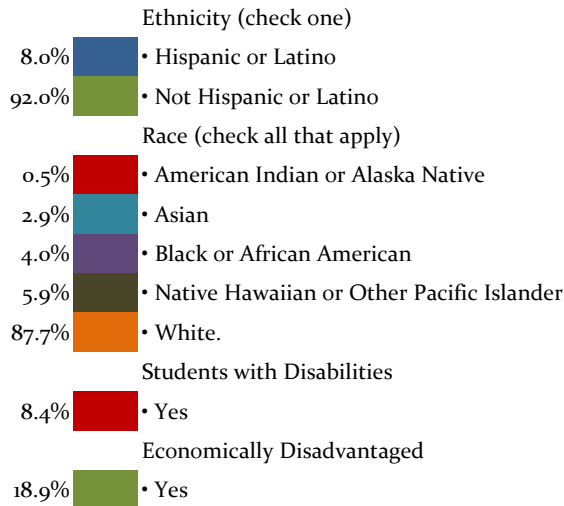 Ethnicity (check one)
8.0% • Hispanic or Latino
92.0% • Not Hispanic or Latino
Race (check all that apply)
0.5% • American Indian or Alaska Native
2.9% • Asian
4.0% • Black or African American
5.9% • Native Hawaiian or Other Pacific Islander
87.7% • White.
Students with Disabilities
8.4% • Yes
Economically Disadvantaged
18.9% • Yes